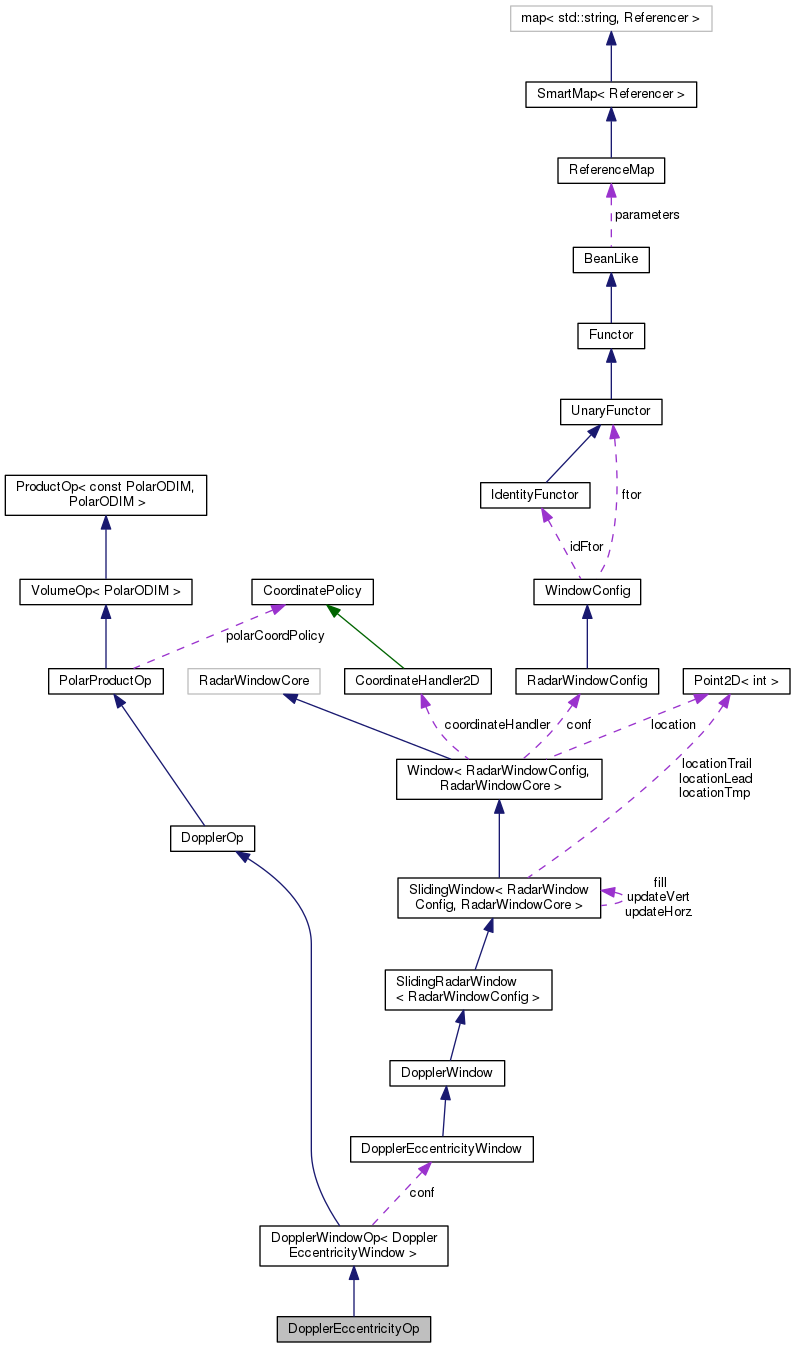 map< std::string, Referencer >
SmartMap< Referencer >
ReferenceMap
parameters
BeanLike
Functor
UnaryFunctor
ProductOp< const PolarODIM,
PolarODIM >
IdentityFunctor
ftor
idFtor
VolumeOp< PolarODIM >
CoordinatePolicy
WindowConfig
polarCoordPolicy
PolarProductOp
RadarWindowCore
CoordinateHandler2D
RadarWindowConfig
Point2D< int >
coordinateHandler
conf
location
Window< RadarWindowConfig,
RadarWindowCore >
locationTrail
locationLead
locationTmp
DopplerOp
SlidingWindow< RadarWindow
Config, RadarWindowCore >
fill
updateVert
updateHorz
SlidingRadarWindow
< RadarWindowConfig >
DopplerWindow
DopplerEccentricityWindow
conf
DopplerWindowOp< Doppler
EccentricityWindow >
DopplerEccentricityOp